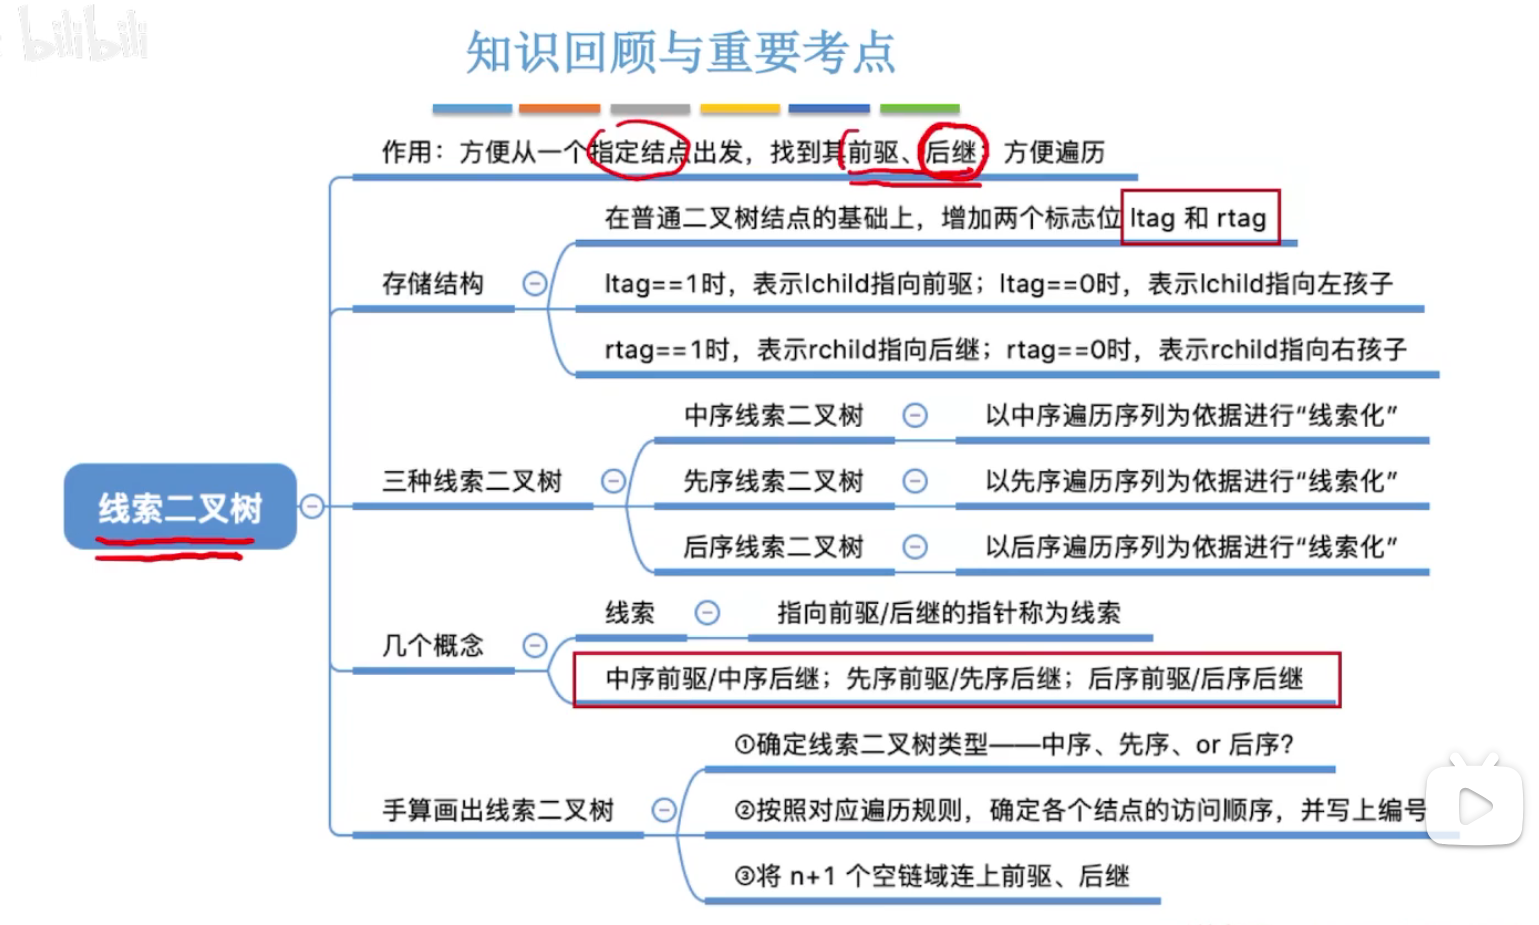 bilibili
知识回顾与重要考点
作用：方便从一个指定结点出发，找到其前驱、后继；方便遍历
在普通二叉树结点的基础上，增加两个标志位 ltag 和 rtag
存储结构
ltag==1时，表示lchild指向前驱；ltag==0时，表示lchild指向左孩子
rtag==1时，表示rchild指向后继；rtag==0时，表示rchild指向右孩子
中序线索二叉树
以中序遍历序列为依据进行“线索化”
三种线索二叉树
先序线索二叉树
以先序遍历序列为依据进行“线索化”
线索二叉树
后序线索二叉树
以后序遍历序列为依据进行“线索化”
线索
指向前驱/后继的指针称为线索
几个概念
中序前驱/中序后继；先序前驱/先序后继；后序前驱/后序后继
①确定线索二叉树类型——中序、先序、or 后序？
手算画出线索二叉树
②按照对应遍历规则，确定各个结点的访问顺序，并写上编号
③将 n+1 个空链域连上前驱、后继